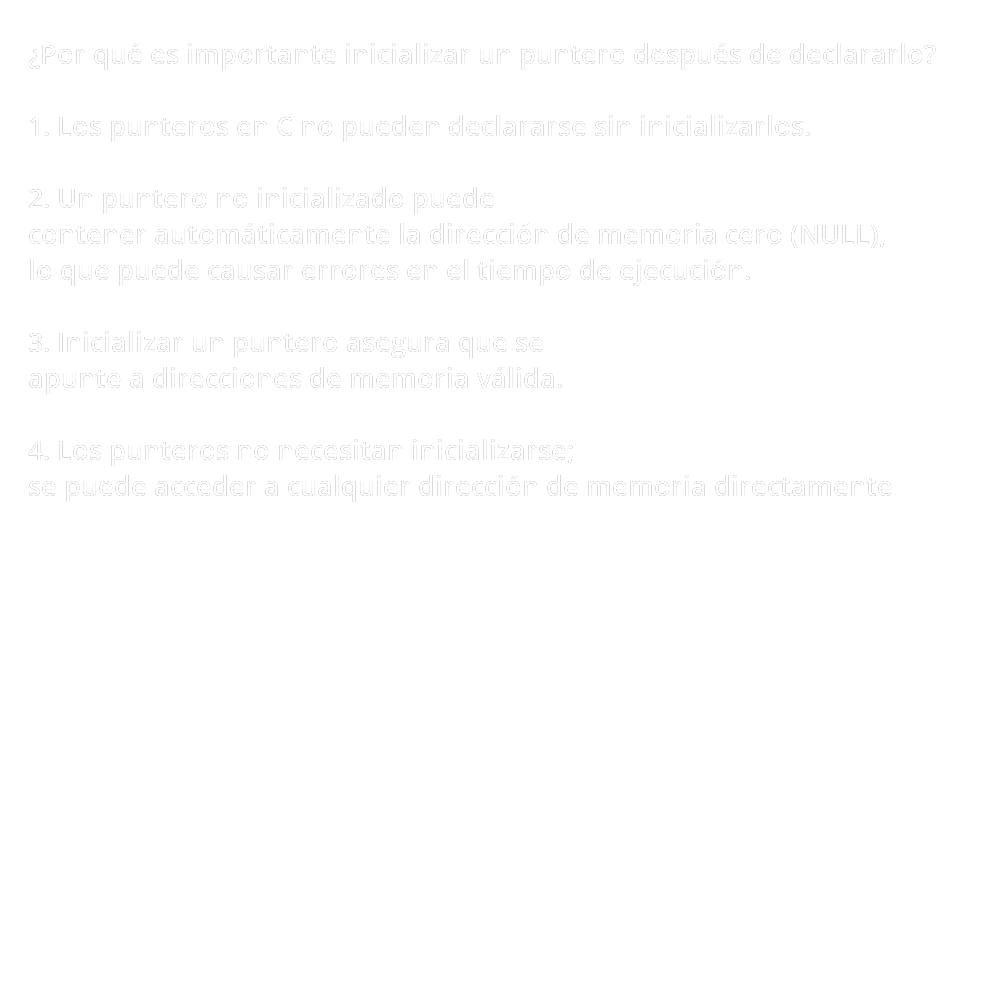 ¿Por qué es importante inicializar un puntero después de declararlo?
1. Los punteros en C no pueden declararse sin inicializarlos.
2. Un puntero no inicializado puede
contener automáticamente la dirección de memoria cero (NULL),
lo que puede causar errores en el tiempo de ejecución.
3. Inicializar un puntero asegura que se
apunte a direcciones de memoria válida.
4. Los punteros no necesitan inicializarse;
se puede acceder a cualquier dirección de memoria directamente